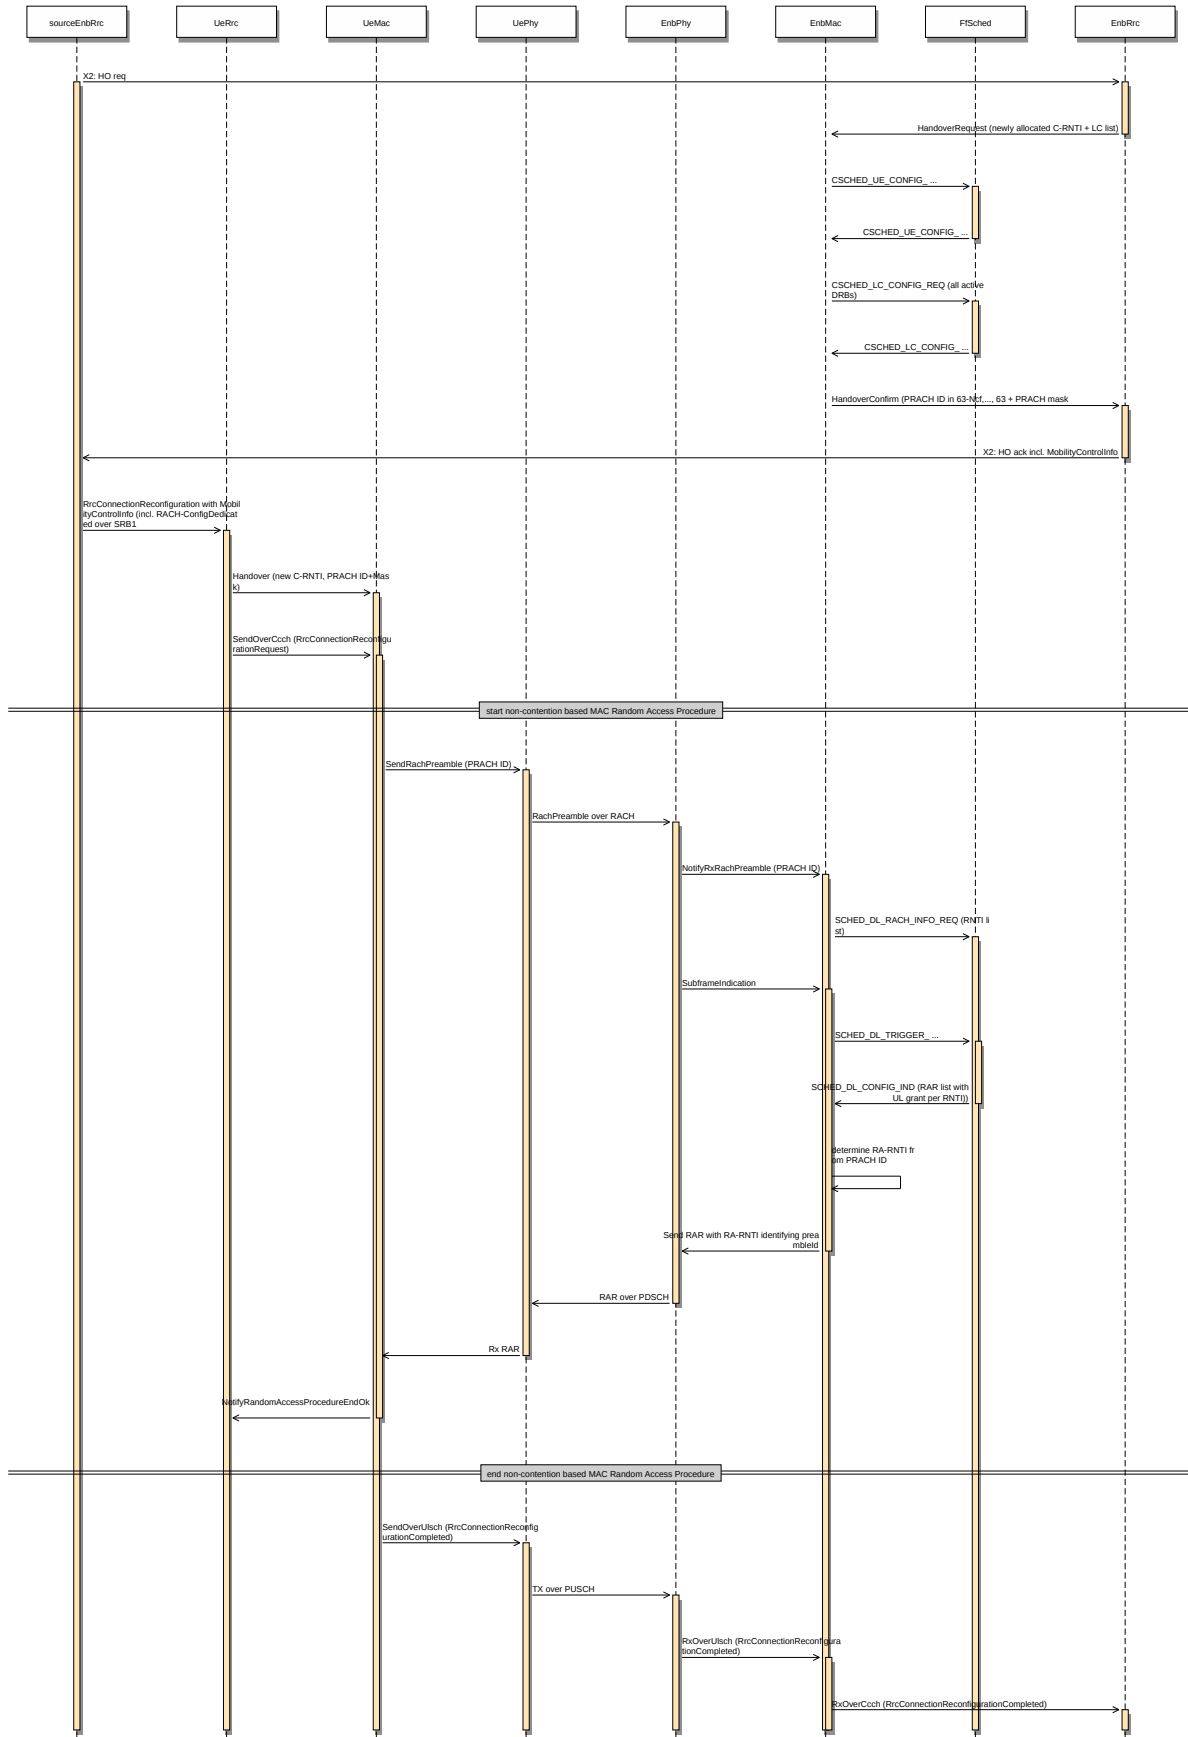 sourceEnbRrc
UeRrc
UeMac
UePhy
EnbPhy
EnbMac
FfSched
EnbRrc
X2: HO req
HandoverRequest (newly allocated C-RNTI + LC list)
CSCHED_UE_CONFIG_ ...
CSCHED_UE_CONFIG_ ...
CSCHED_LC_CONFIG_REQ (all active
DRBs)
CSCHED_LC_CONFIG_ ...
HandoverConfirm (PRACH ID in 63-Ncf,..., 63 + PRACH mask
X2: HO ack incl. MobilityControlInfo
RrcConnectionReconfiguration with Mobil
ityControlInfo (incl. RACH-ConfigDedicat
ed over SRB1
Handover (new C-RNTI, PRACH ID+Mas
k)
SendOverCcch (RrcConnectionReconfigu
rationRequest)
start non-contention based MAC Random Access Procedure
SendRachPreamble (PRACH ID)
RachPreamble over RACH
NotifyRxRachPreamble (PRACH ID)
SCHED_DL_RACH_INFO_REQ (RNTI li
st)
SubframeIndication
SCHED_DL_TRIGGER_ ...
SCHED_DL_CONFIG_IND (RAR list with
UL grant per RNTI))
determine RA-RNTI fr
om PRACH ID
Send RAR with RA-RNTI identifying prea
mbleId
RAR over PDSCH
Rx RAR
NotifyRandomAccessProcedureEndOk
end non-contention based MAC Random Access Procedure
SendOverUlsch (RrcConnectionReconfig
urationCompleted)
TX over PUSCH
RxOverUlsch (RrcConnectionReconfigura
tionCompleted)
RxOverCcch (RrcConnectionReconfigurationCompleted)